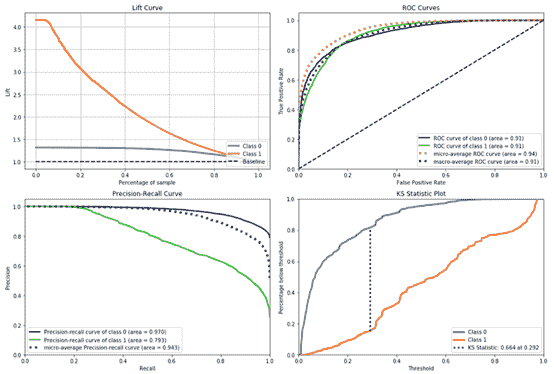 Lift Curve
Lift
4.0
3.5
3.0
2.5
2.0
1.5
1.0
0.0
0.2
0.4
0.6
0.8
1.0
Percentage of sample
Class 0
Class 1
Baseline
ROC Curves
True Positive Rate
1.0
0.8
0.6
0.4
0.2
0.0
0.0
0.2
0.4
0.6
0.8
1.0
False Positive Rate
ROC curve of class 0 (area = 0.91)
ROC curve of class 1 (area = 0.91)
micro-average ROC curve (area = 0.94)
macro-average ROC curve (area = 0.91)
Precision-Recall Curve
Precision
1.0
0.8
0.6
0.4
0.2
0.0
0.0
0.2
0.4
0.6
0.8
1.0
Recall
Precision-recall curve of class 0 (area = 0.970)
Precision-recall curve of class 1 (area = 0.793)
micro-average Precision-recall curve (area = 0.943)
KS Statistic Plot
Percentage below threshold
1.0
0.8
0.6
0.4
0.2
0.0
0.0
0.2
0.4
0.6
0.8
1.0
Threshold
Class 0
Class 1
KS Statistic: 0.664 at 0.292